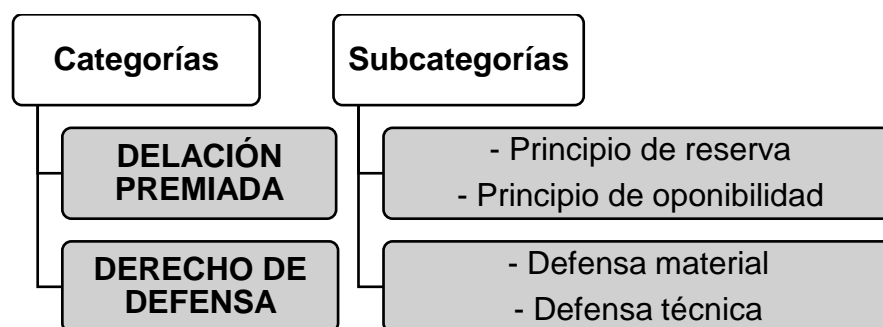 Categorías
Subcategorías
DELACIÓN
PREMIADA
- Principio de reserva
- Principio de oponibilidad
DERECHO DE
DEFENSA
- Defensa material
- Defensa técnica